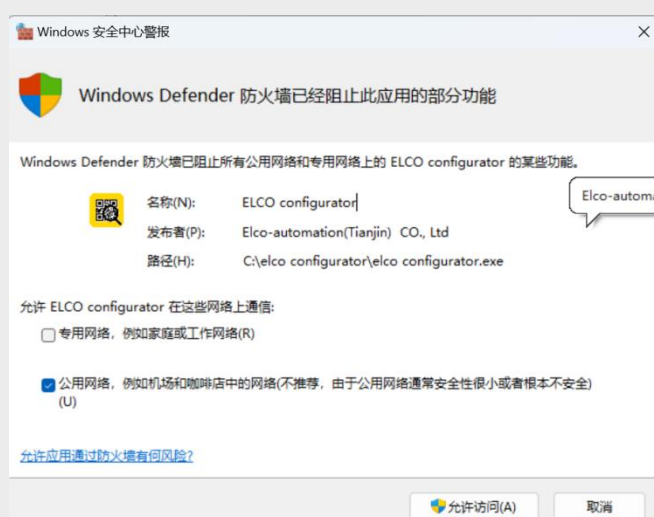 Windows 安全中心警报
Windows Defender 防火墙已经阻止此应用的部分功能
Windows Defender 防火墙已阻止所有公用网络和专用网络上的 ELCO configurator 的某些功能。
名称(N): ELCO configurator
发布者(P): Elco-automation(Tianjin) CO., Ltd
路径(H): C:\elco configurator\elco configurator.exe
允许 ELCO configurator 在这些网络上通信:
专用网络，例如家庭或工作网络(R)
公用网络，例如机场和咖啡店中的网络(不推荐，由于公用网络通常安全性很小或者根本不安全)
(U)
允许应用通过防火墙有何风险?
允许访问(A) 取消